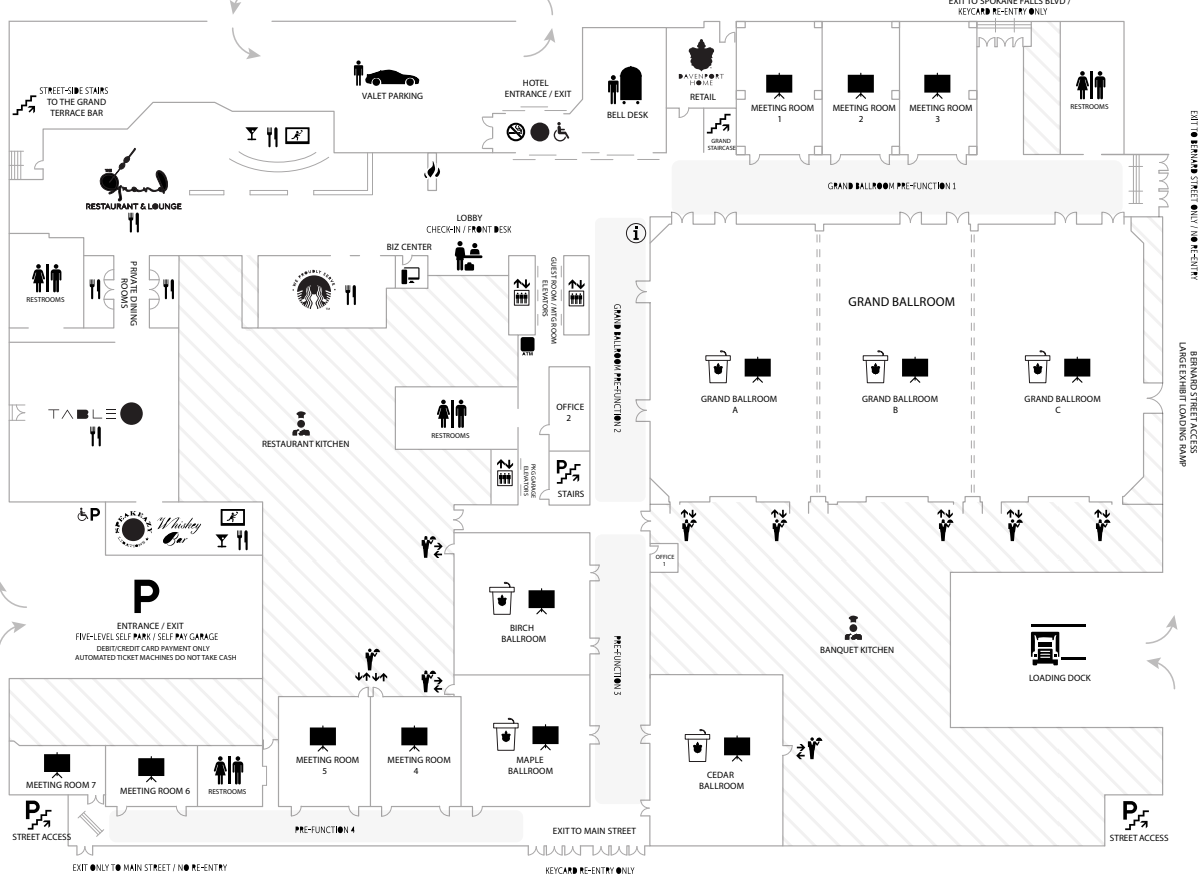 EXIT TO SPOKANE FALLS BLVD /
KEYCARD RE-ENTRY ONLY
STREET-SIDE STAIRS
TO THE GRAND
TERRACE BAR
VALET PARKING
HOTEL
ENTRANCE / EXIT
BELL DESK
DAVENPORT
HOME
RETAIL
GRAND
STAIRCASE
MEETING ROOM
1
MEETING ROOM
2
MEETING ROOM
3
RESTROOMS
EXIT TO BERNARD STREET ONLY / NO RE-ENTRY
GRAND BALLROOM PRE-FUNCTION 1
Grand
RESTAURANT & LOUNGE
LOBBY
CHECK-IN / FRONT DESK
BIZ CENTER
RESTROOMS
PRIVATE DINING
ROOMS
WE PROUDLY SERVE
GUEST ROOM / MTG ROOM
ELEVATORS
ATM
i
GRAND BALLROOM PRE-FUNCTION 2
GRAND BALLROOM
GRAND BALLROOM
A
GRAND BALLROOM
B
GRAND BALLROOM
C
BERNARD STREET ACCESS
LARGE EXHIBIT LOADING RAMP
TABLE
RESTAURANT KITCHEN
RESTROOMS
OFFICE
2
PKG GARAGE
ELEVATORS
P
STAIRS
P
SPEAKEAZY
Whiskey
Bar
OFFICE
1
P
ENTRANCE / EXIT
FIVE-LEVEL SELF PARK / SELF PAY GARAGE
DEBIT/CREDIT CARD PAYMENT ONLY
AUTOMATED TICKET MACHINES DO NOT TAKE CASH
BIRCH
BALLROOM
PRE-FUNCTION 3
BANQUET KITCHEN
LOADING DOCK
MEETING ROOM 7
MEETING ROOM 6
RESTROOMS
MEETING ROOM
5
MEETING ROOM
4
MAPLE
BALLROOM
CEDAR
BALLROOM
P
STREET ACCESS
PRE-FUNCTION 4
EXIT TO MAIN STREET
P
STREET ACCESS
EXIT ONLY TO MAIN STREET / NO RE-ENTRY
KEYCARD RE-ENTRY ONLY